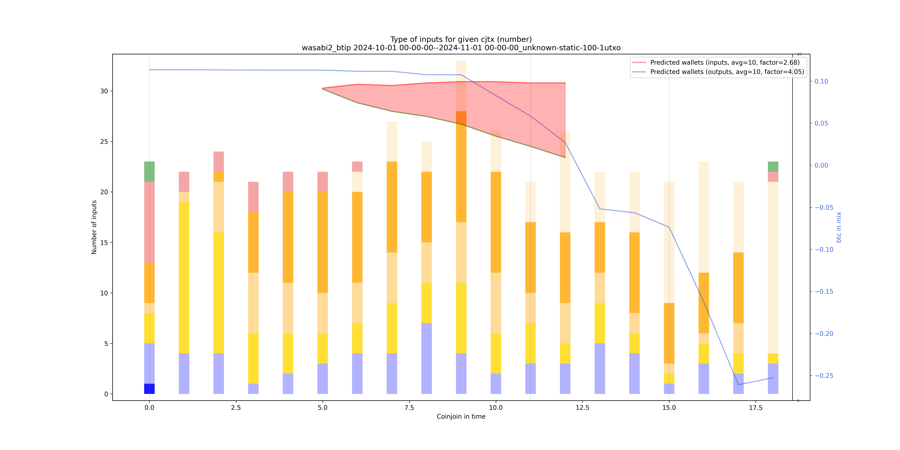 Type of inputs for given cjtx (number)
wasabi2_btip 2024-10-01 00-00-00--2024-11-01 00-00-00_unknown-static-100-1utxo
Predicted wallets (inputs, avg=10, factor=2.68)
Predicted wallets (outputs, avg=10, factor=4.05)
Number of inputs
30
25
20
15
10
5
0
0.10
0.05
0.00
−0.05
−0.10
−0.15
−0.20
−0.25
btc in mix
0.0 2.5 5.0 7.5 10.0 12.5 15.0 17.5
Coinjoin in time